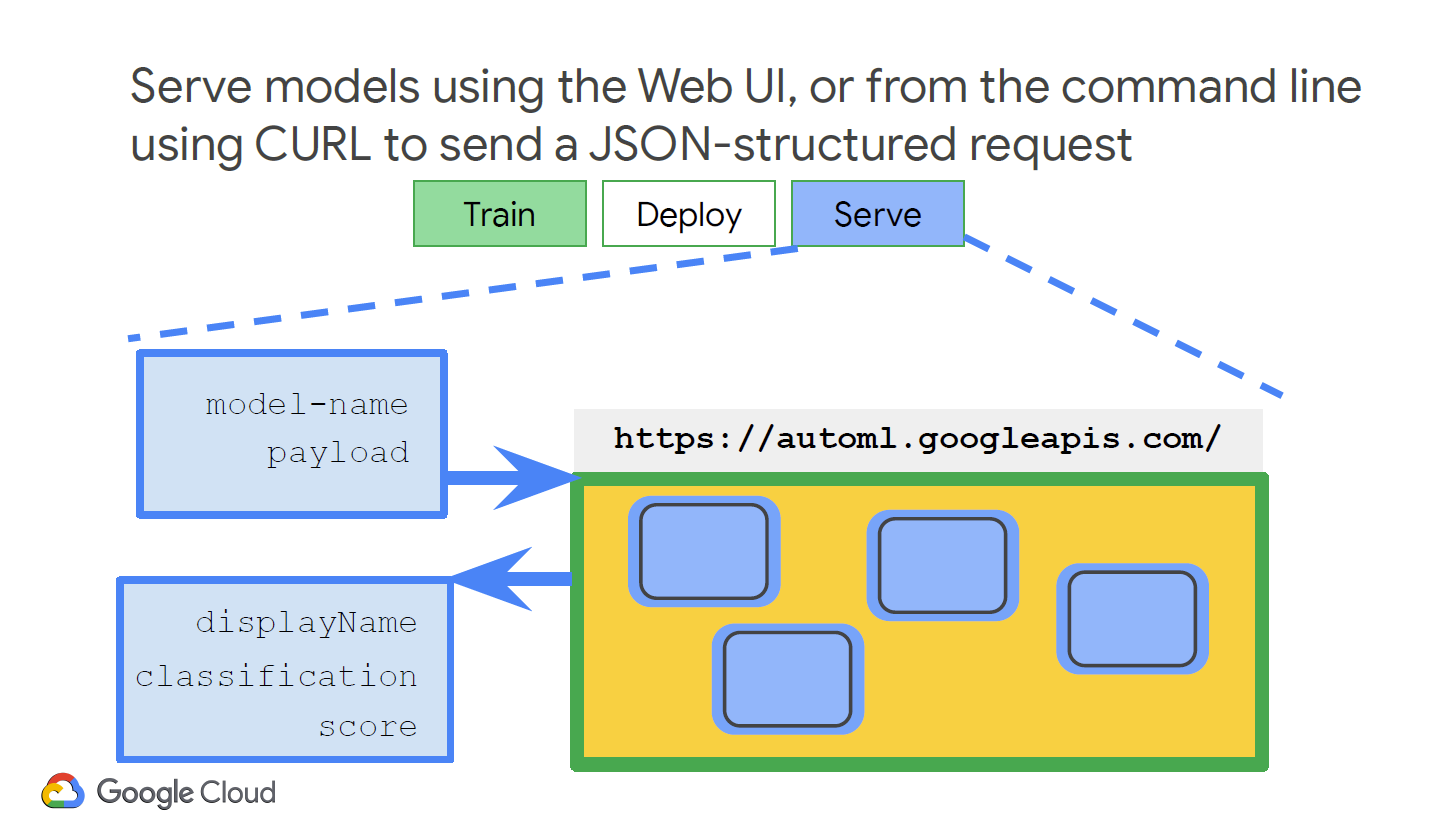 Serve models using the Web UI, or from the command line
using CURL to send a JSON-structured request
Train
Deploy
Serve
model-name
payload
https://automl.googleapis.com/
displayName
classification
score
Google Cloud